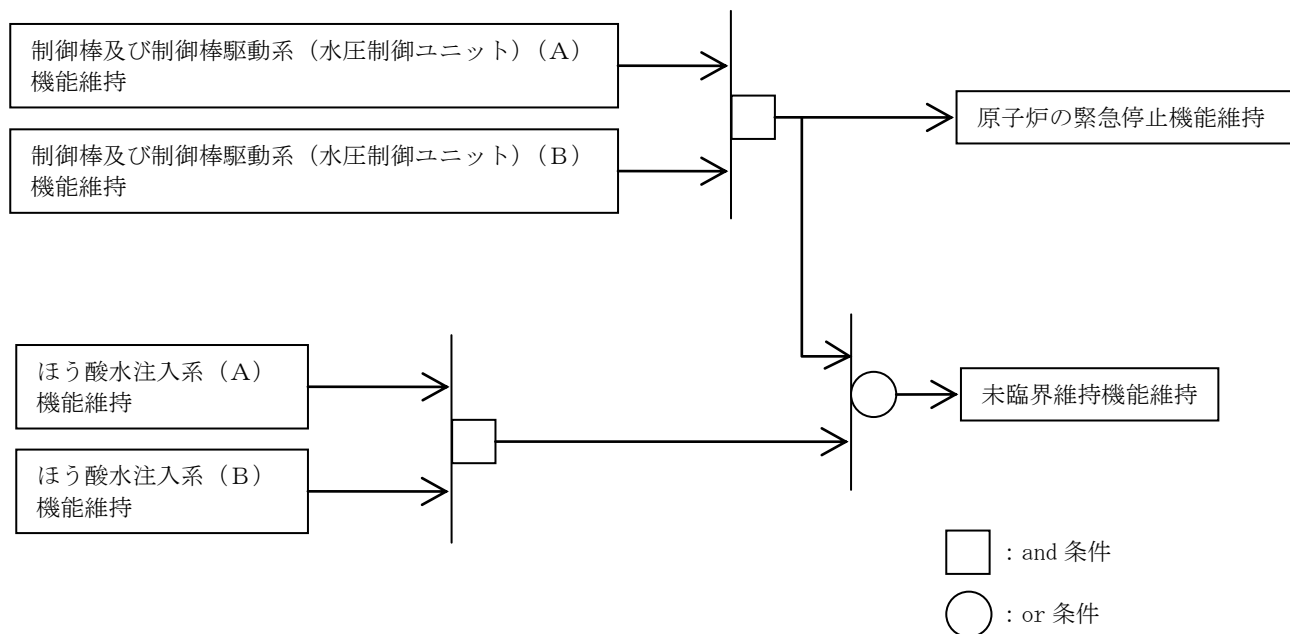 制御棒及び制御棒駆動系（水圧制御ユニット）（A）
機能維持
制御棒及び制御棒駆動系（水圧制御ユニット）（B）
機能維持
原子炉の緊急停止機能維持
ほう酸水注入系（A）
機能維持
ほう酸水注入系（B）
機能維持
未臨界維持機能維持
：and 条件
：or 条件